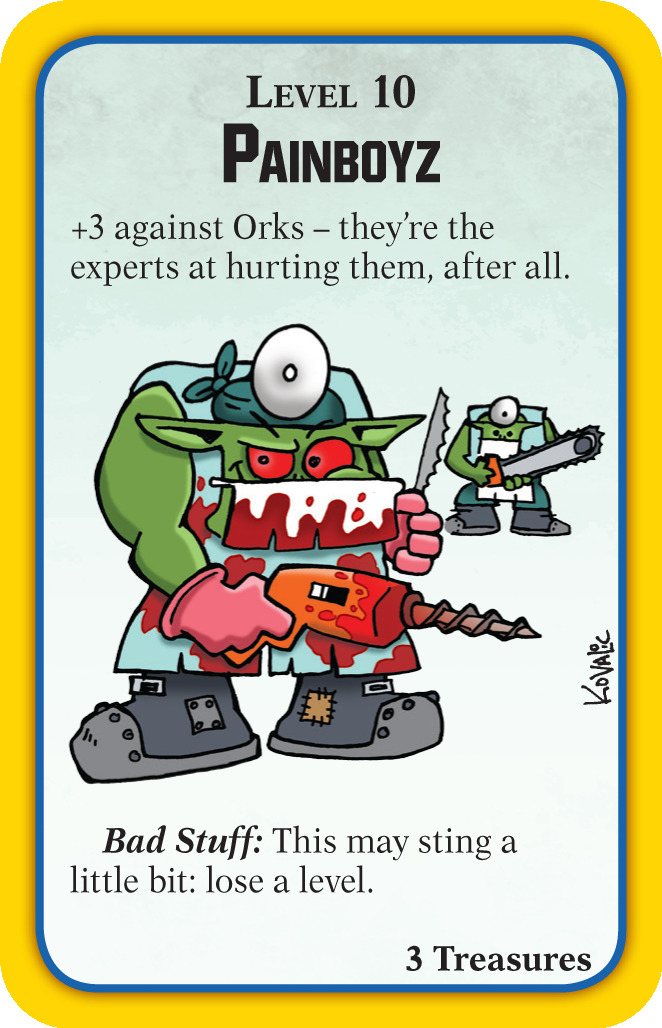 LEVEL 10
PAINBOYZ
+3 against Orks – they’re the
experts at hurting them, after all.
KOVALIC
Bad Stuff: This may sting a
little bit: lose a level.
3 Treasures